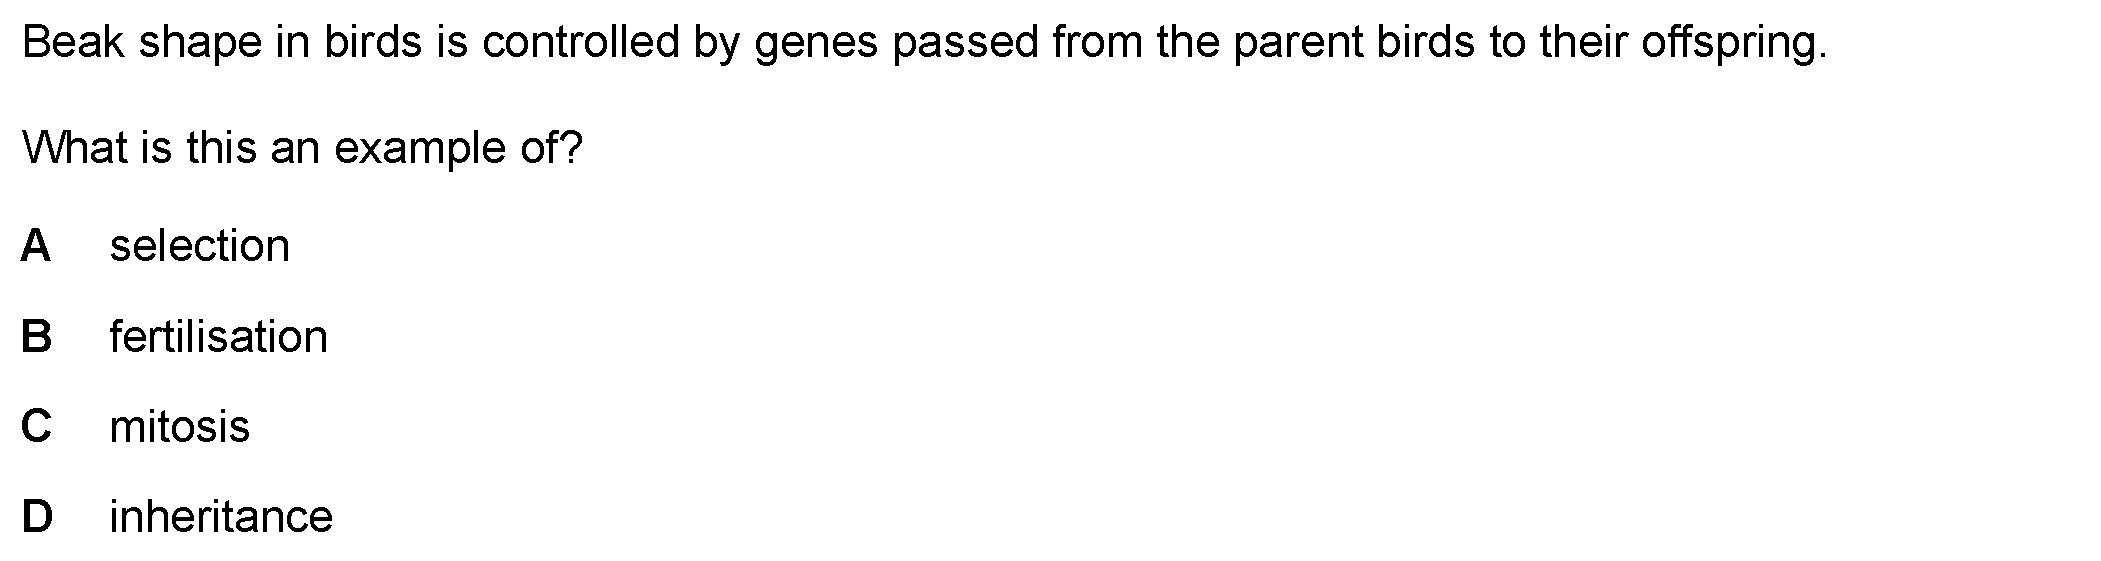 Beak shape in birds is controlled by genes passed from the parent birds to their offspring.
What is this an example of?
A selection
B fertilisation
C mitosis
D inheritance